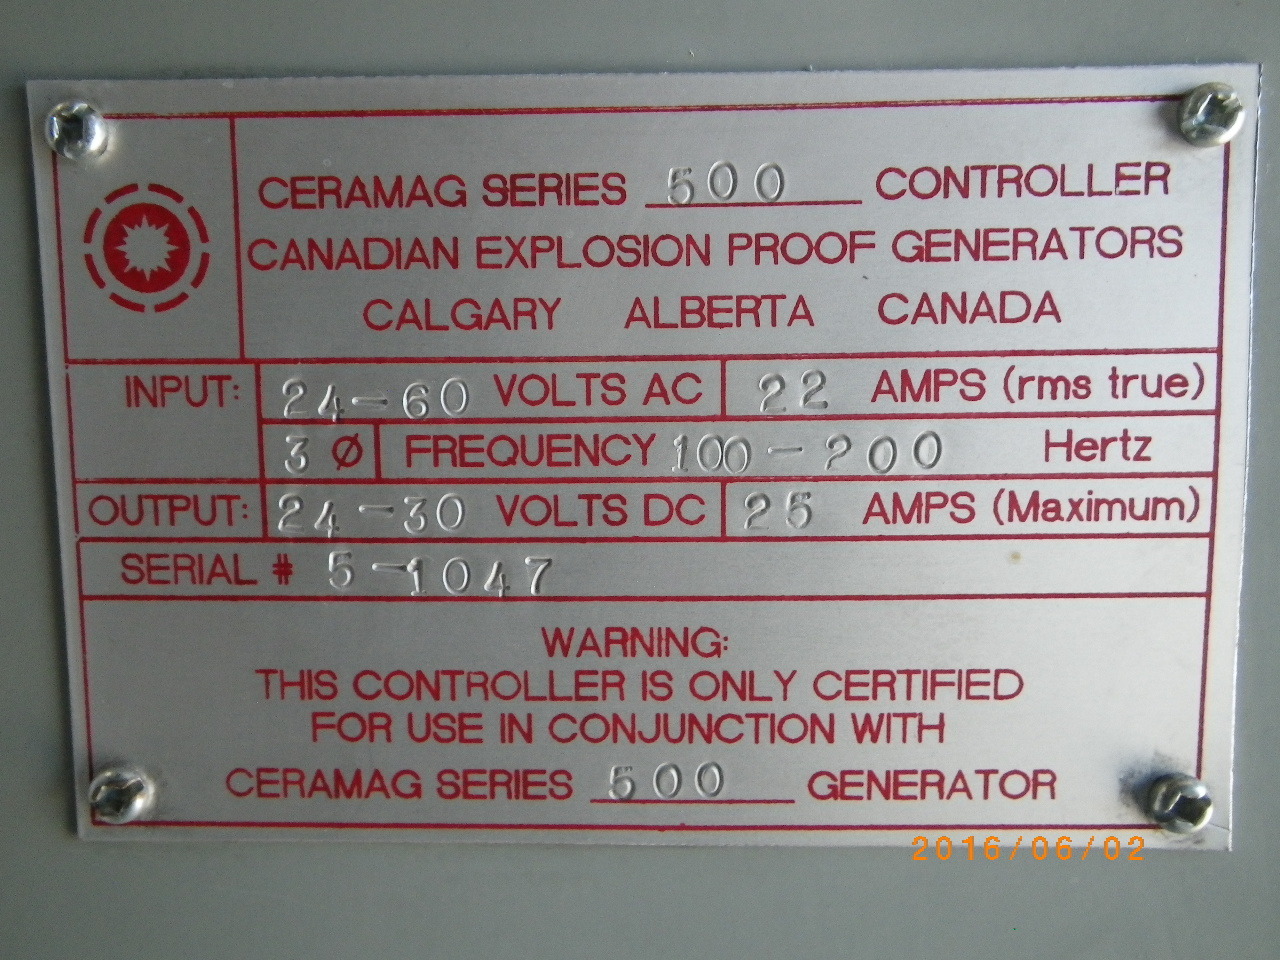 CERAMAG SERIES 500 CONTROLLER
CANADIAN EXPLOSION PROOF GENERATORS
CALGARY ALBERTA CANADA
INPUT: 24-60 VOLTS AC 22 AMPS (rms true)
3 Ø FREQUENCY 100-200 Hertz
OUTPUT: 24-30 VOLTS DC 25 AMPS (Maximum)
SERIAL # 5-1047
WARNING:
THIS CONTROLLER IS ONLY CERTIFIED
FOR USE IN CONJUNCTION WITH
CERAMAG SERIES 500 GENERATOR
2016/06/02